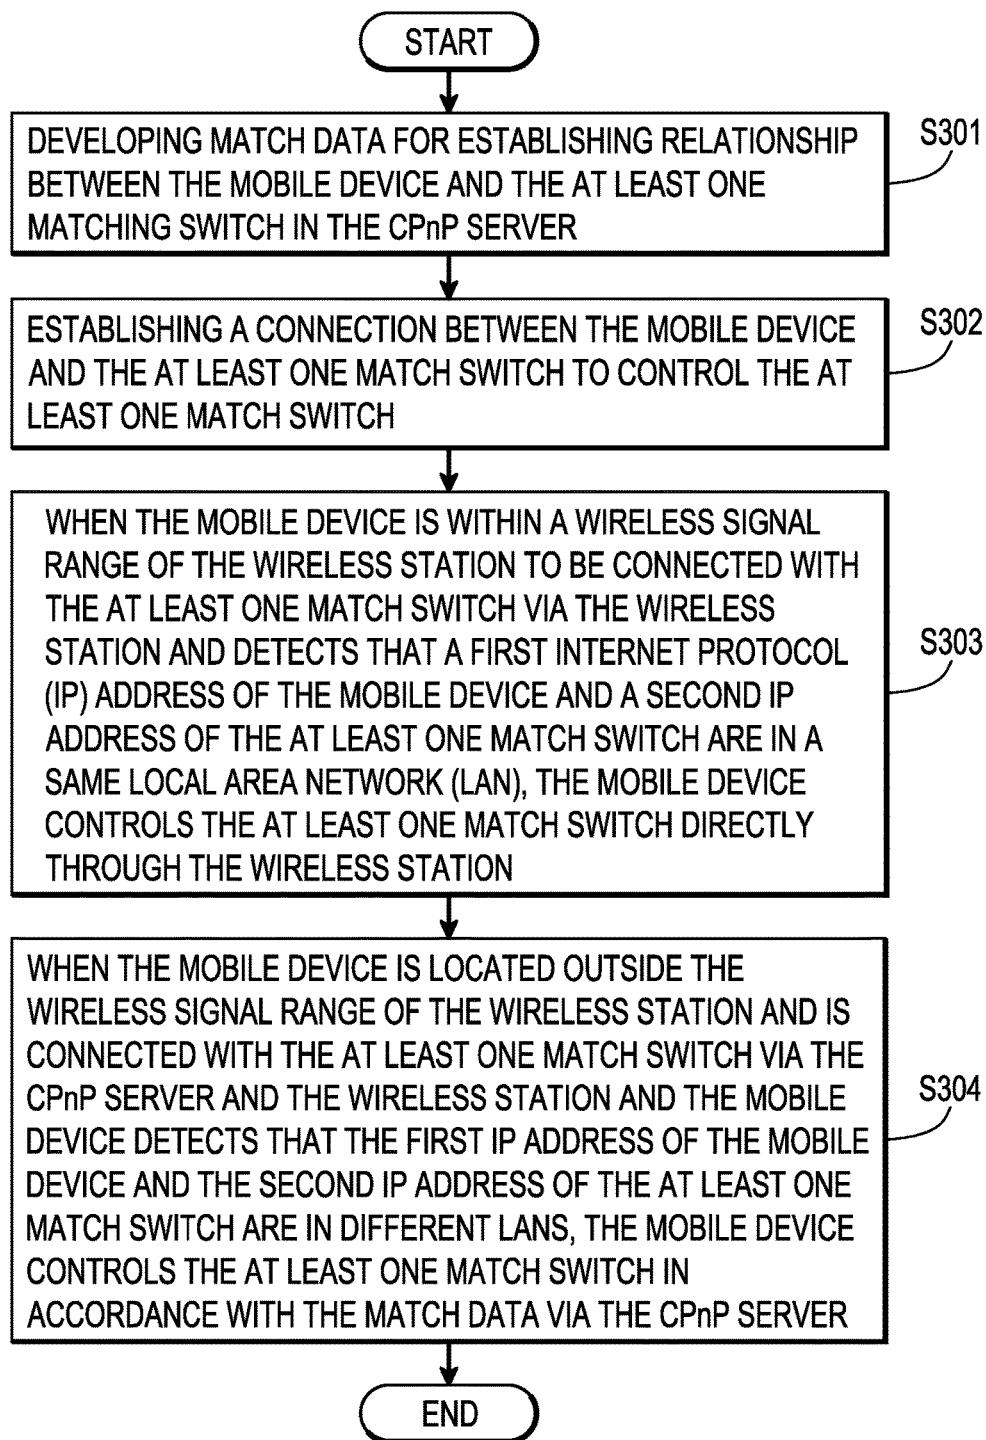 START
DEVELOPING MATCH DATA FOR ESTABLISHING RELATIONSHIP
BETWEEN THE MOBILE DEVICE AND THE AT LEAST ONE
MATCHING SWITCH IN THE CPnP SERVER
S301
ESTABLISHING A CONNECTION BETWEEN THE MOBILE DEVICE
AND THE AT LEAST ONE MATCH SWITCH TO CONTROL THE AT
LEAST ONE MATCH SWITCH
S302
WHEN THE MOBILE DEVICE IS WITHIN A WIRELESS SIGNAL
RANGE OF THE WIRELESS STATION TO BE CONNECTED WITH
THE AT LEAST ONE MATCH SWITCH VIA THE WIRELESS
STATION AND DETECTS THAT A FIRST INTERNET PROTOCOL
(IP) ADDRESS OF THE MOBILE DEVICE AND A SECOND IP
ADDRESS OF THE AT LEAST ONE MATCH SWITCH ARE IN A
SAME LOCAL AREA NETWORK (LAN), THE MOBILE DEVICE
CONTROLS THE AT LEAST ONE MATCH SWITCH DIRECTLY
THROUGH THE WIRELESS STATION
S303
WHEN THE MOBILE DEVICE IS LOCATED OUTSIDE THE
WIRELESS SIGNAL RANGE OF THE WIRELESS STATION AND IS
CONNECTED WITH THE AT LEAST ONE MATCH SWITCH VIA THE
CPnP SERVER AND THE WIRELESS STATION AND THE MOBILE
DEVICE DETECTS THAT THE FIRST IP ADDRESS OF THE MOBILE
DEVICE AND THE SECOND IP ADDRESS OF THE AT LEAST ONE
MATCH SWITCH ARE IN DIFFERENT LANS, THE MOBILE DEVICE
CONTROLS THE AT LEAST ONE MATCH SWITCH IN
ACCORDANCE WITH THE MATCH DATA VIA THE CPnP SERVER
S304
END